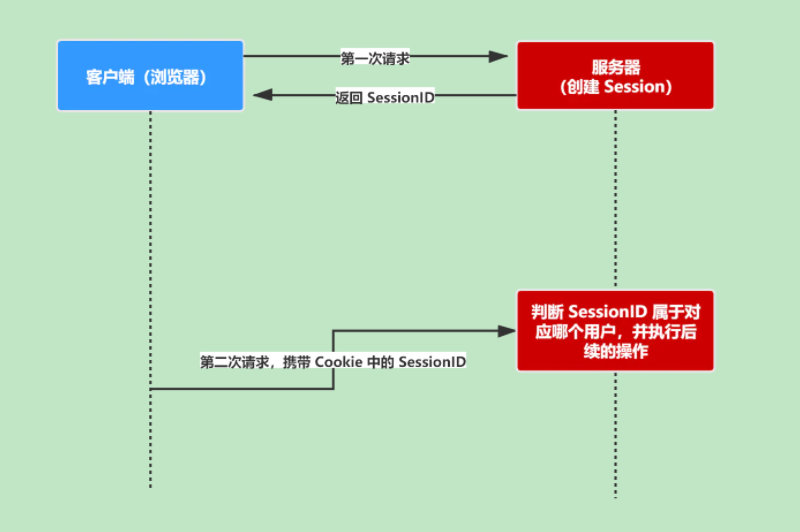 第一次请求
客户端（浏览器）
服务器
（创建 Session）
返回 SessionID
判断 SessionID 属于对
应哪个用户，并执行后
续的操作
第二次请求，携带 Cookie 中的 SessionID